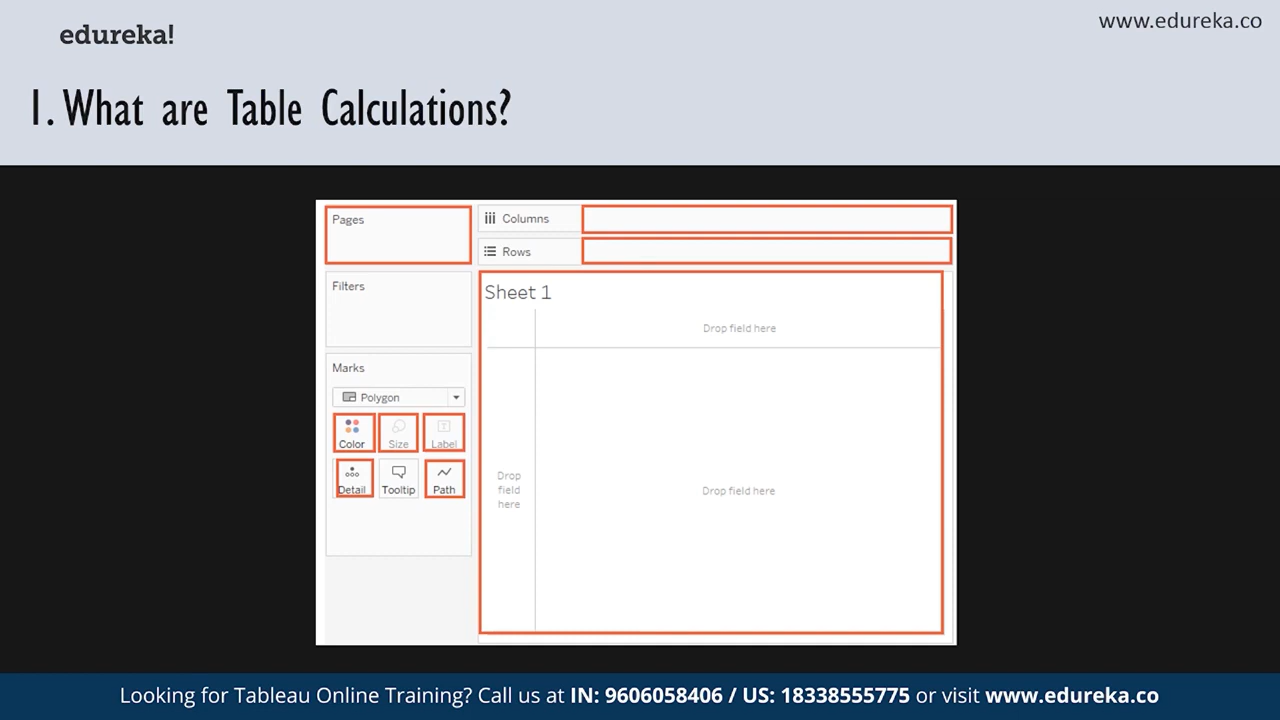 edureka!
www.edureka.co
1. What are Table Calculations?
Pages
Columns
Rows
Filters
Sheet 1
Drop field here
Marks
Polygon
Color
Size
Label
Detail
Tooltip
Path
Drop
field
here
Drop field here
Looking for Tableau Online Training? Call us at IN: 9606058406 / US: 18338555775 or visit www.edureka.co